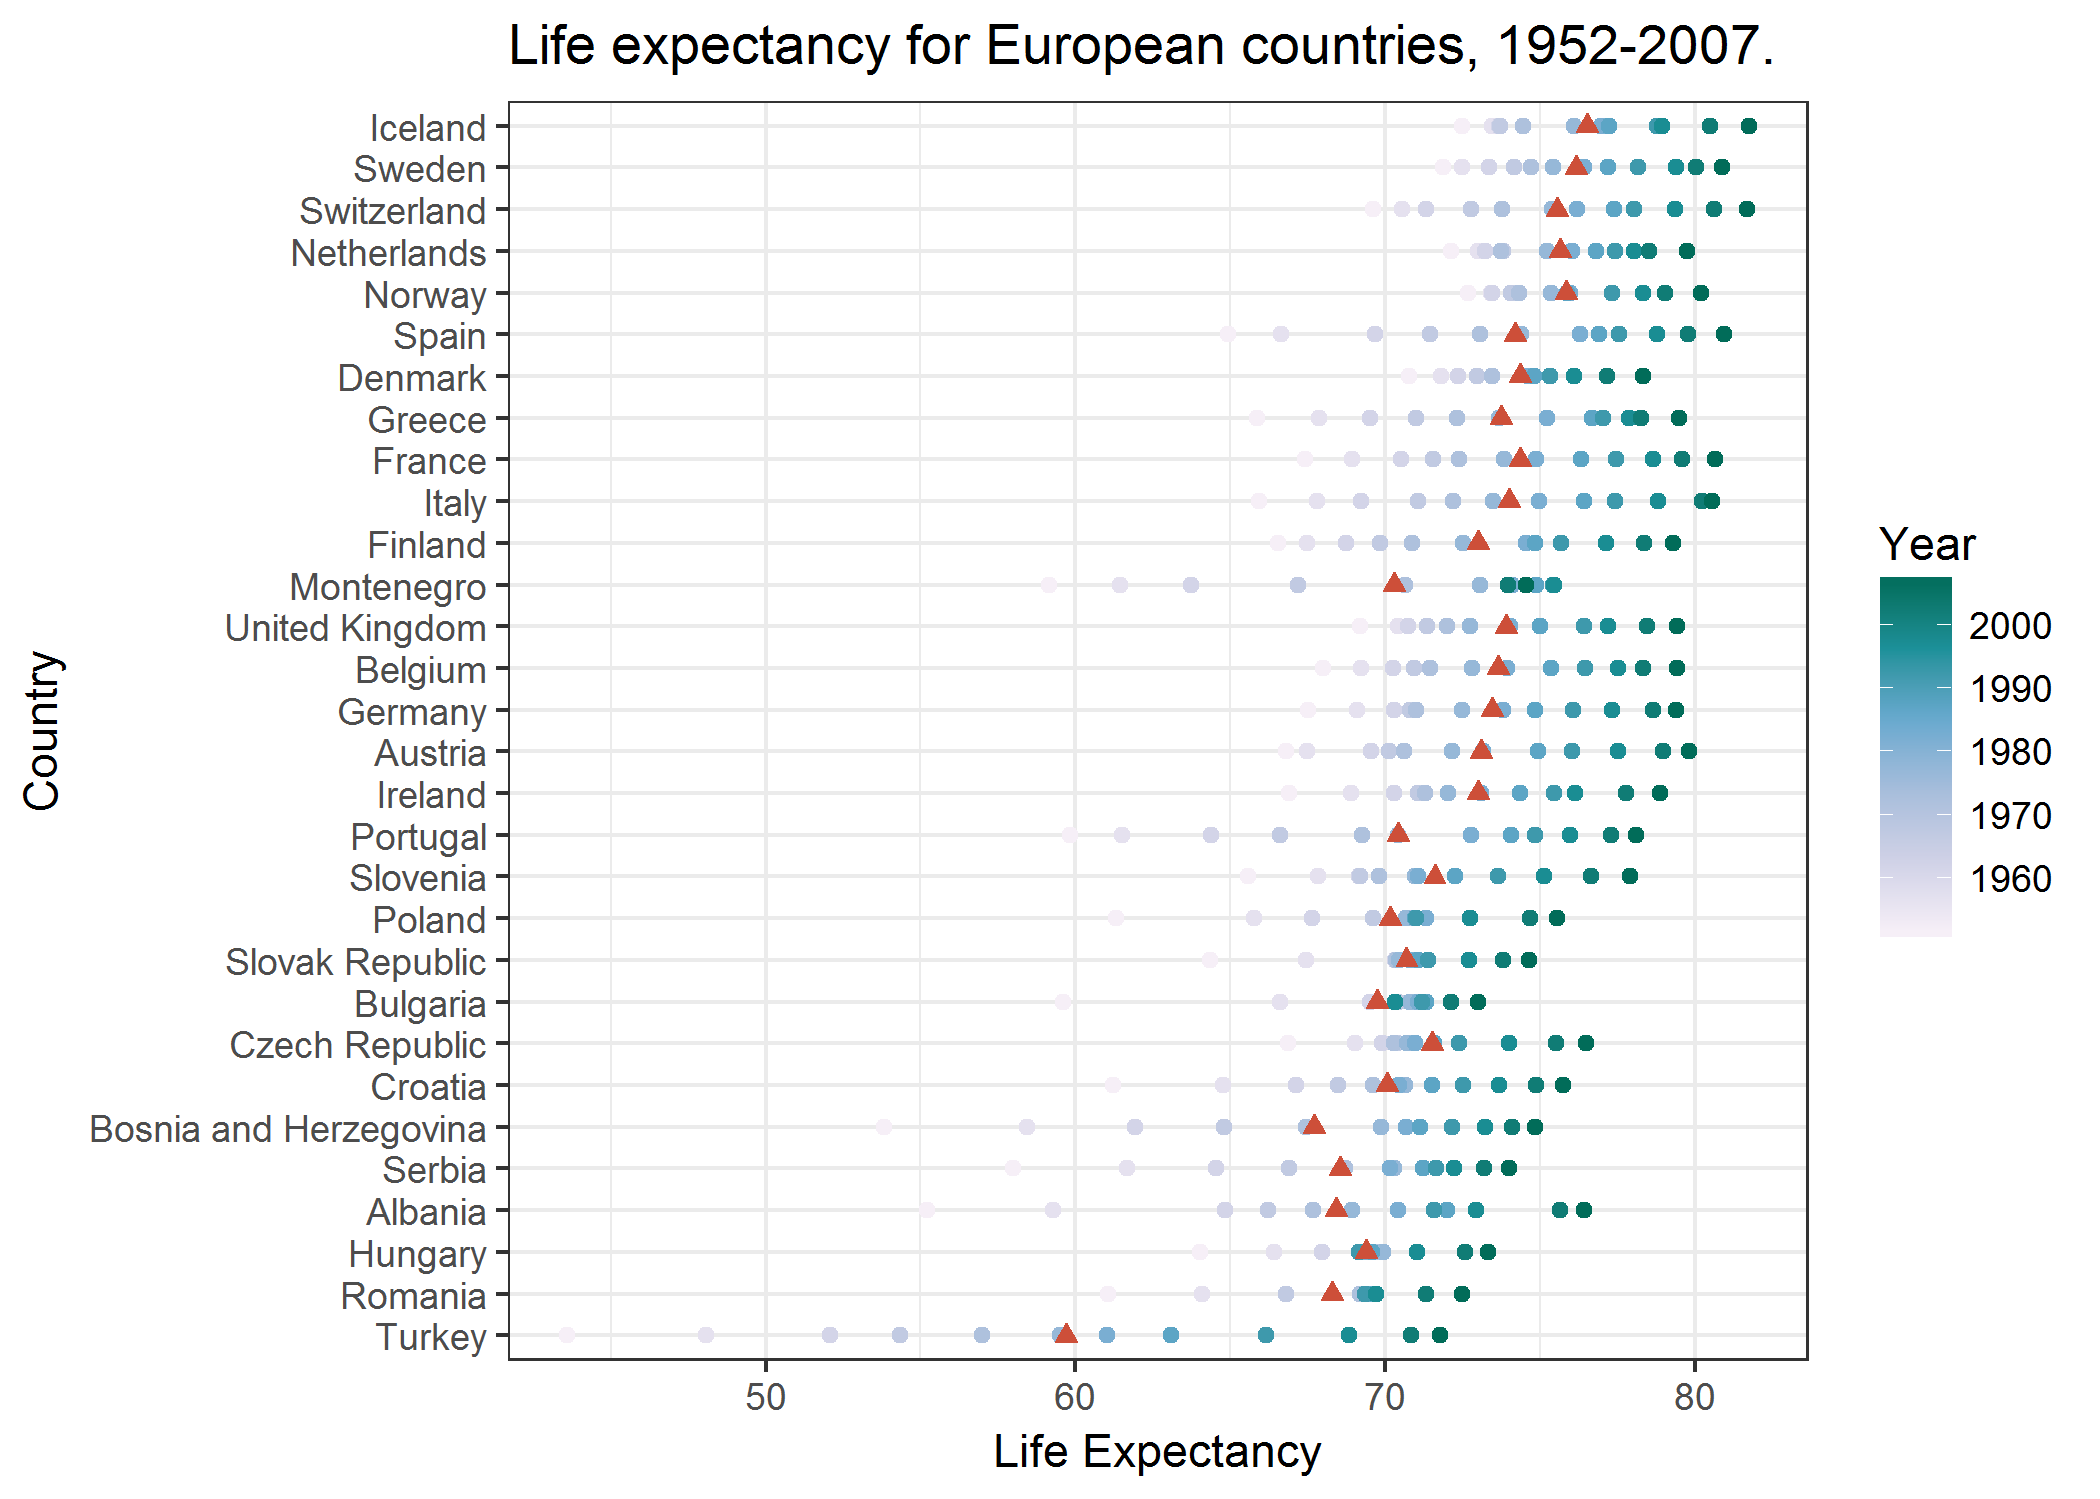 Life expectancy for European countries, 1952-2007.
Iceland
Sweden
Switzerland
Netherlands
Norway
Spain
Denmark
Greece
France
Italy
Finland
Montenegro
United Kingdom
Belgium
Germany
Austria
Ireland
Portugal
Slovenia
Poland
Slovak Republic
Bulgaria
Czech Republic
Croatia
Bosnia and Herzegovina
Serbia
Albania
Hungary
Romania
Turkey
Country
50 60 70 80
Life Expectancy
Year
2000
1990
1980
1970
1960